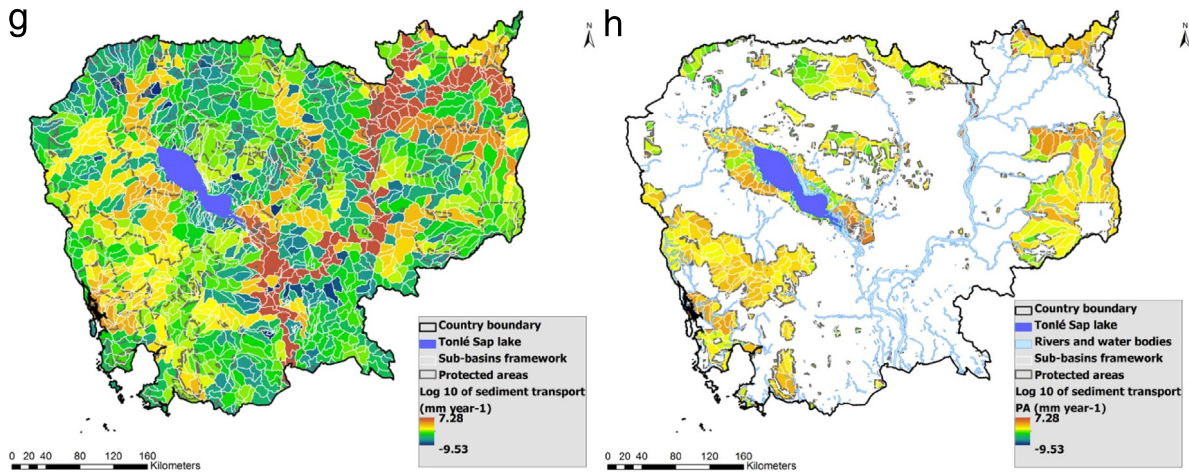 g
N
Country boundary
Tonlé Sap lake
Sub-basins framework
Protected areas
Log 10 of sediment transport
(mm year-1)
7.28
-9.53
0 20 40 80 120 160
Kilometers
h
N
Country boundary
Tonlé Sap lake
Rivers and water bodies
Sub-basins framework
Protected areas
Log 10 of sediment transport
PA (mm year-1)
7.28
-9.53
0 20 40 80 120 160
Kilometers